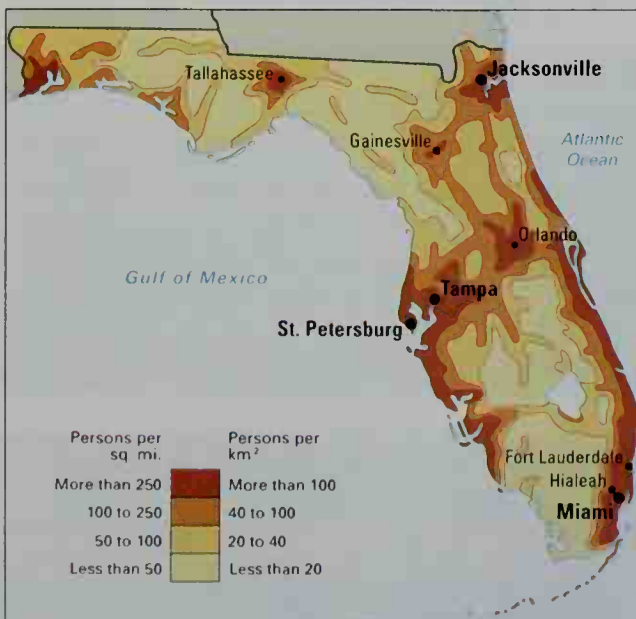 Tallahassee
Jacksonville
Gainesville
Atlantic
Ocean
Orlando
Gulf of Mexico
Tampa
St. Petersburg
Persons per
sq. mi.
Persons per
km²
More than 250
More than 100
100 to 250
40 to 100
50 to 100
20 to 40
Less than 50
Less than 20
Fort Lauderdale
Hialeah
Miami